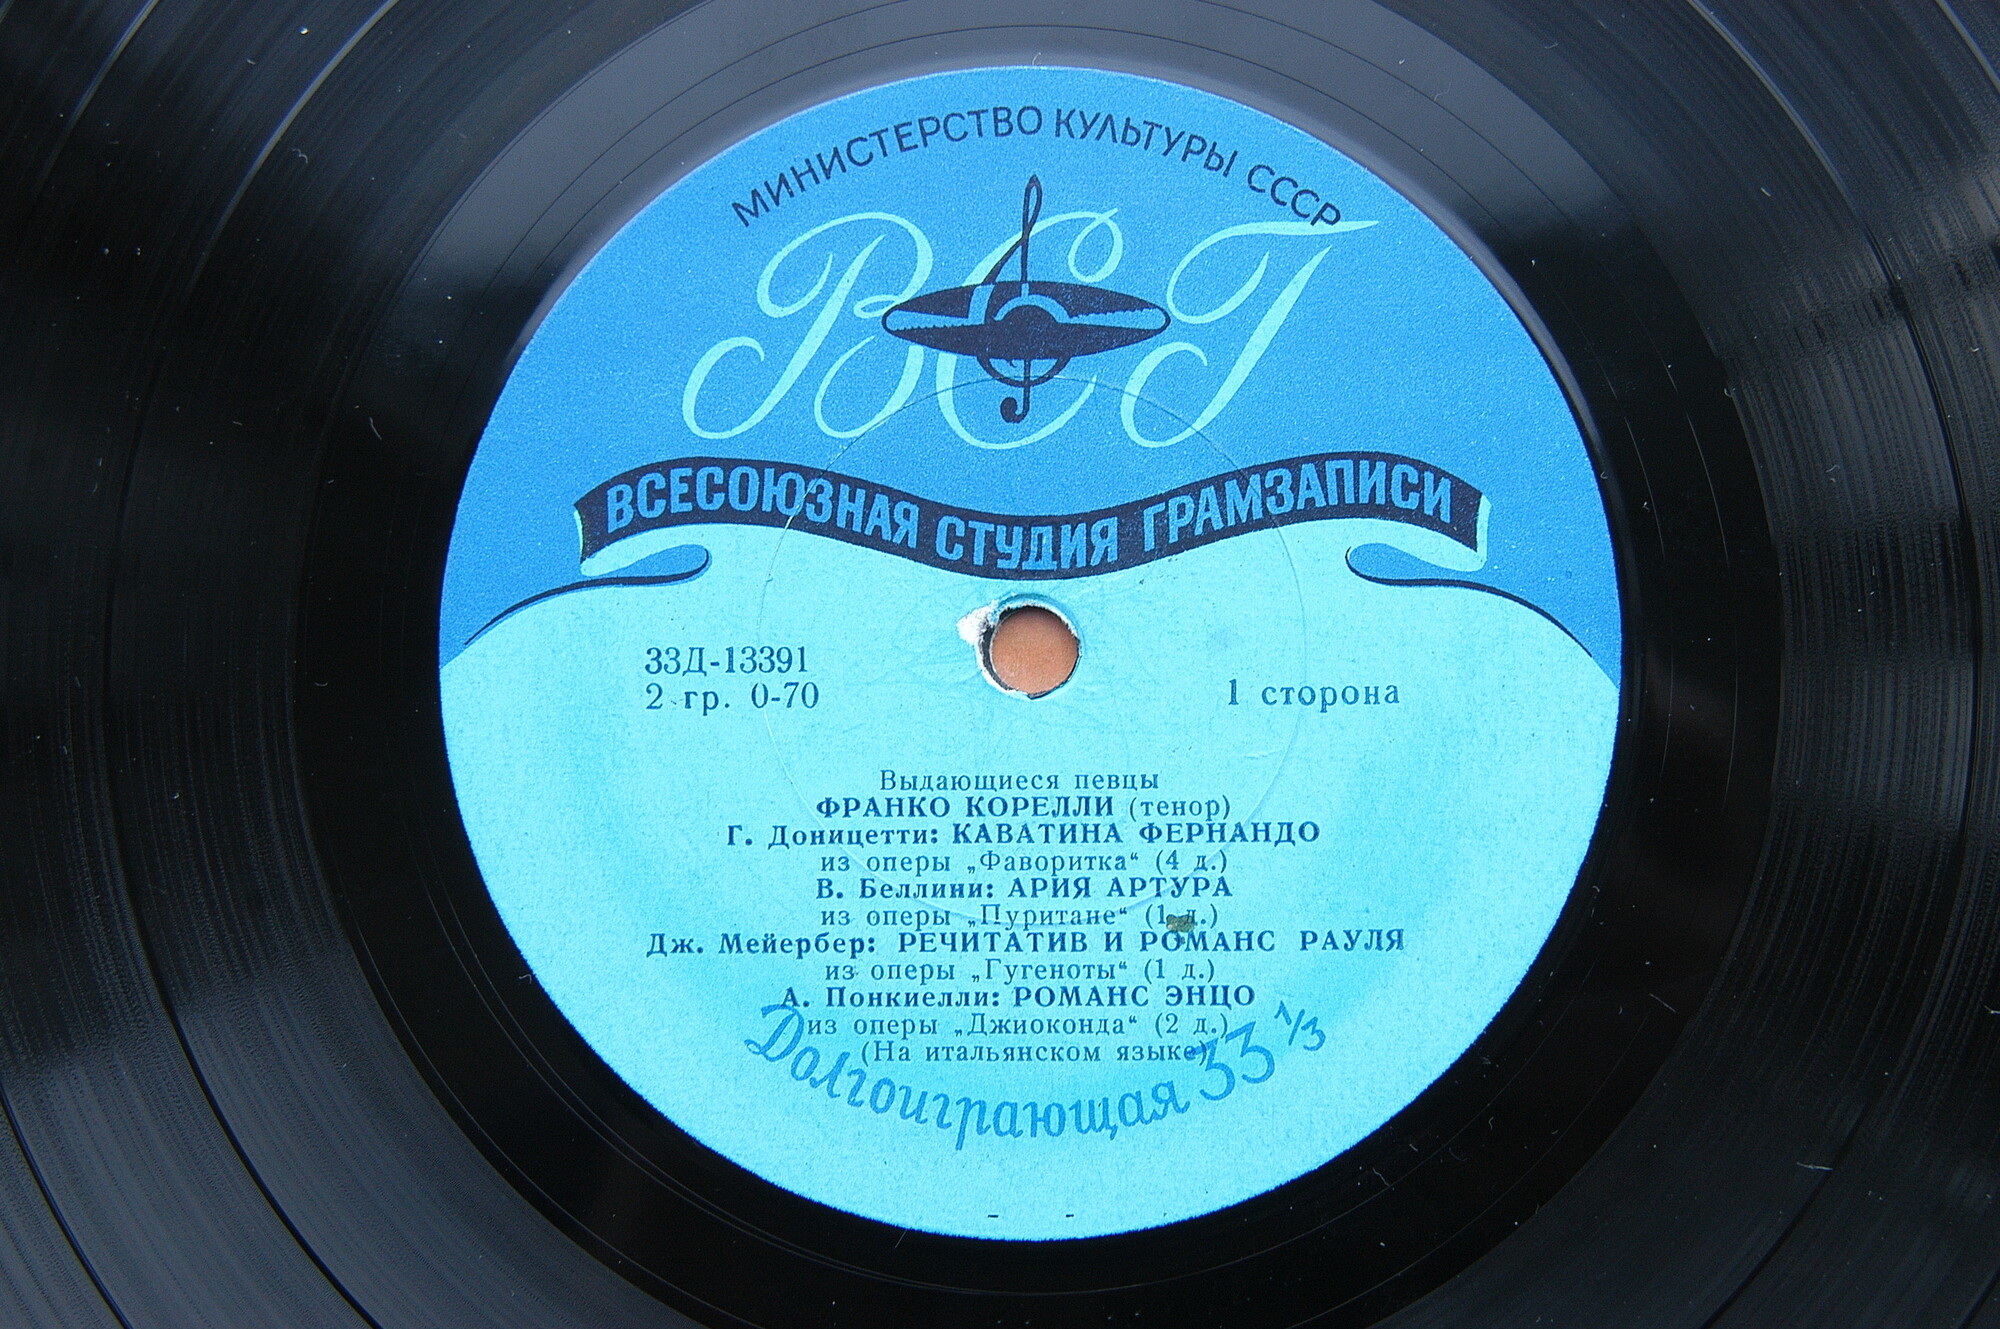 МИНИСТЕРСТВО КУЛЬТУРЫ СССР
ВСГ
ВСЕСОЮЗНАЯ СТУДИЯ ГРАМЗАПИСИ
33Д-13391
2 гр. 0-70
1 сторона
Выдающиеся певцы
ФРАНКО КОРЕЛЛИ (тенор)
Г. Доницетти: КАВАТИНА ФЕРНАНДО
из оперы „Фаворитка“ (4 д.)
В. Беллини: АРИЯ АРТУРА
из оперы „Пуритане“ (1 д.)
Дж. Мейербер: РЕЧИТАТИВ И РОМАНС РАУЛЯ
из оперы „Гугеноты“ (1 д.)
А. Понкиелли: РОМАНС ЭНЦО
из оперы „Джиоконда“ (2 д.)
(На итальянском языке)
Долгоиграющая 33 1/3